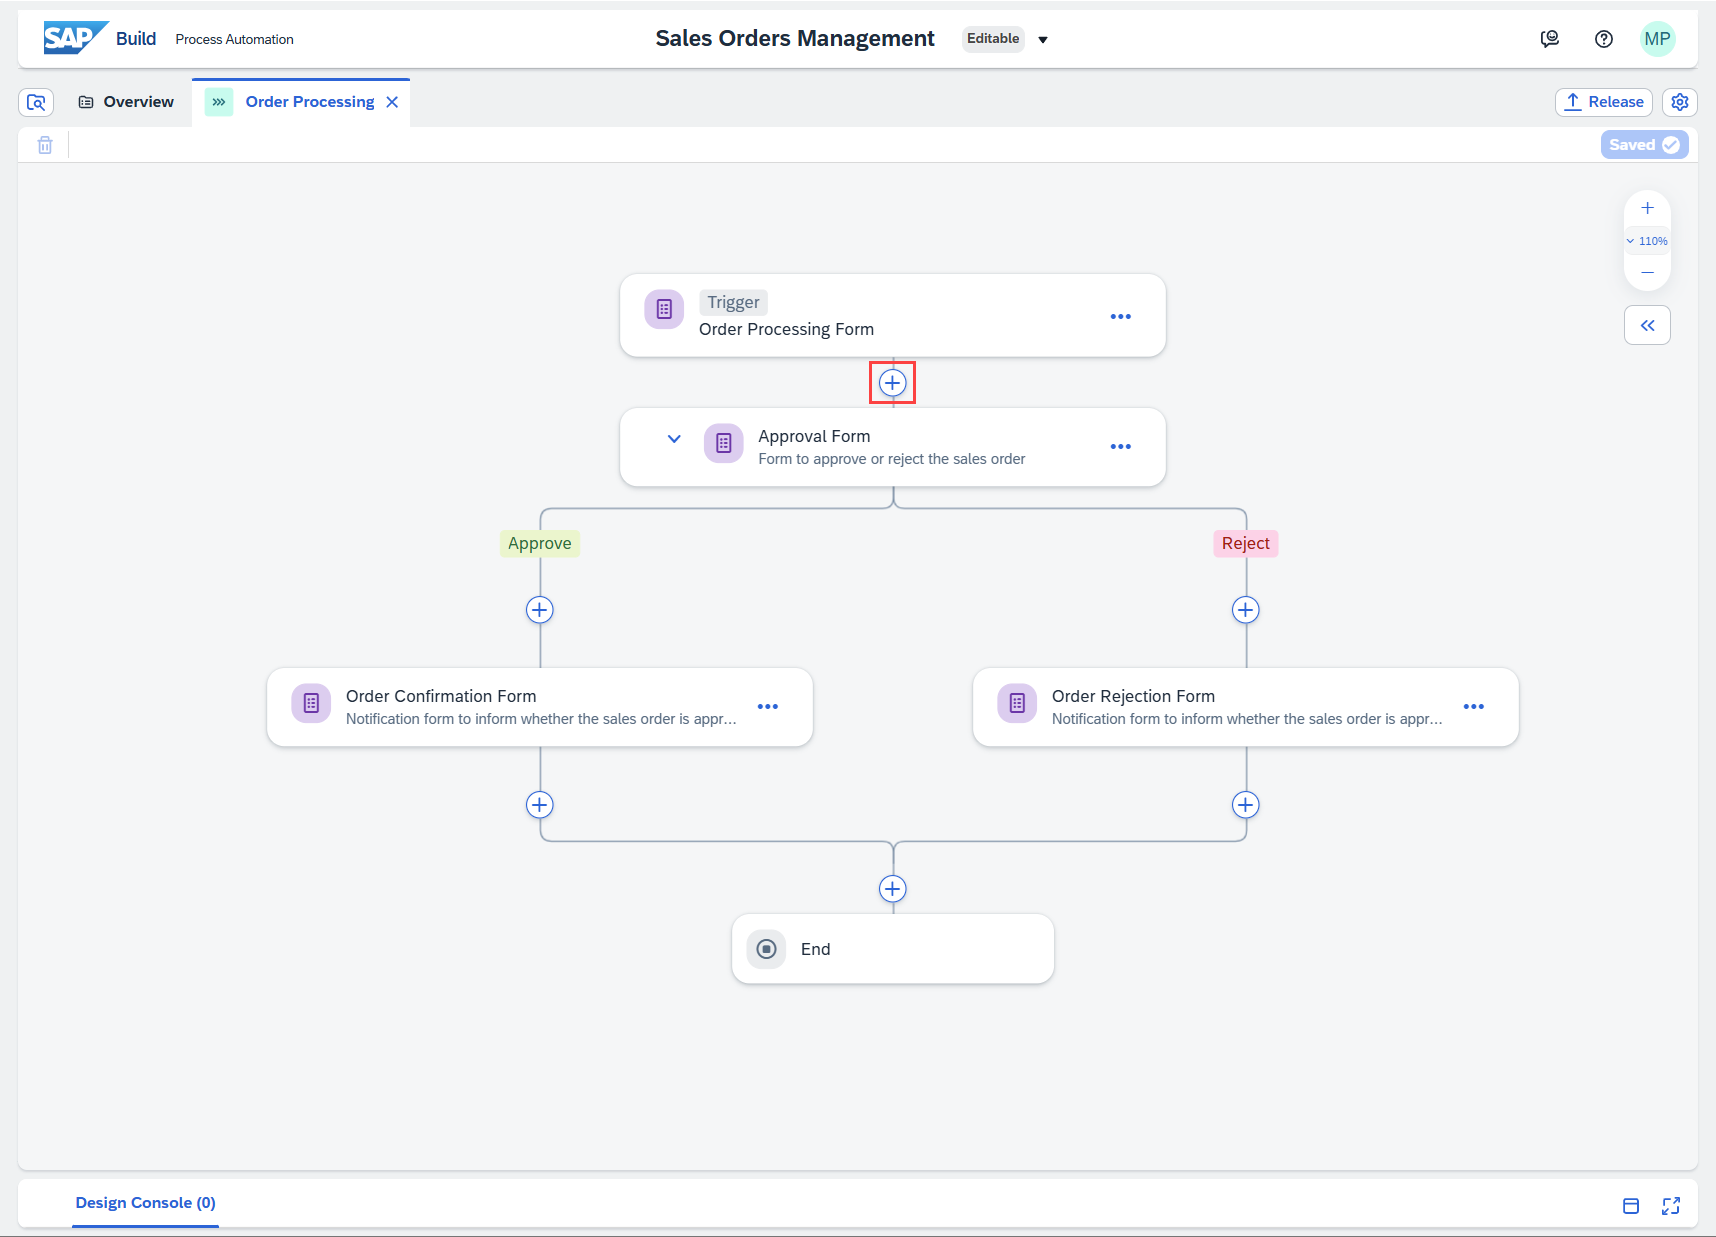 SAP Build Process Automation
Sales Orders Management Editable
MP
Overview
Order Processing
Release
Saved
110%
Trigger
Order Processing Form
Approval Form
Form to approve or reject the sales order
Approve
Reject
Order Confirmation Form
Notification form to inform whether the sales order is appr...
Order Rejection Form
Notification form to inform whether the sales order is appr...
End
Design Console (0)